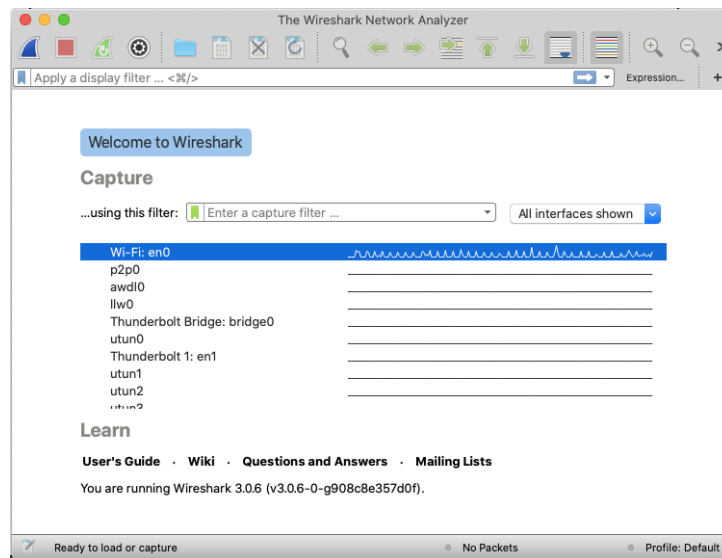 The Wireshark Network Analyzer
Apply a display filter ... <⌘/>
Expression...
+
Welcome to Wireshark
Capture
...using this filter:
Enter a capture filter ...
All interfaces shown
Wi-Fi: en0
p2p0
awdl0
llw0
Thunderbolt Bridge: bridge0
utun0
Thunderbolt 1: en1
utun1
utun2
utun3
Learn
User's Guide · Wiki · Questions and Answers · Mailing Lists
You are running Wireshark 3.0.6 (v3.0.6-0-g908c8e357d0f).
Ready to load or capture
No Packets
Profile: Default